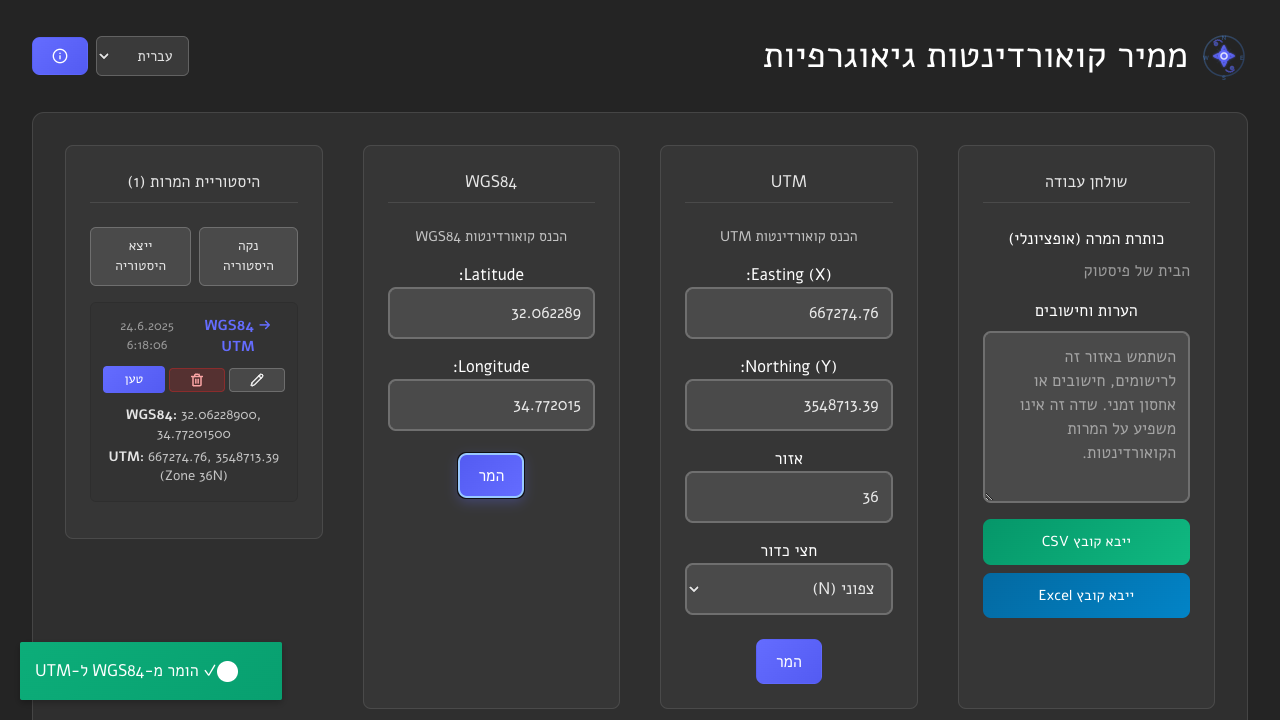 ממיר קואורדינטות גיאוגרפיות
עברית
שולחן עבודה
כותרת המרה (אופציונלי)
הבית של פיסטוק
הערות וחישובים
השתמש באזור זה
לרישומים, חישובים או
אחסון זמני. שדה זה אינו
משפיע על המרות
הקואורדינטות.
ייבא קובץ CSV
ייבא קובץ Excel
UTM
הכנס קואורדינטות UTM
Easting (X):
667274.76
Northing (Y):
3548713.39
אזור
36
חצי כדור
צפוני (N)
המר
WGS84
הכנס קואורדינטות WGS84
Latitude:
32.062289
Longitude:
34.772015
המר
היסטוריית המרות (1)
נקה
היסטוריה
ייצא
היסטוריה
WGS84 →
UTM
24.6.2025
6:18:06
טען
WGS84: 32.06228900,
34.77201500
UTM: 667274.76, 3548713.39
(Zone 36N)
✓ הומר מ-WGS84 ל-UTM